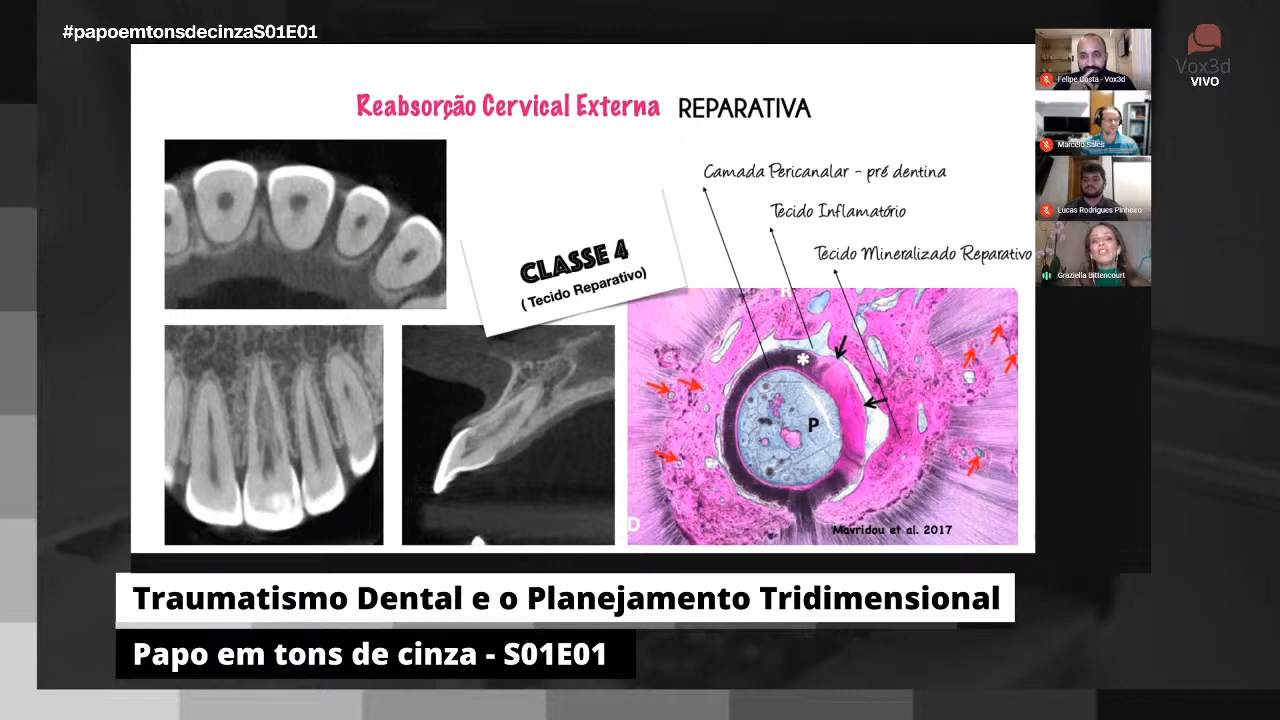 #papoemtonsdecinzaS01E01
Vox3d
VIVO
Felipe Costa - Vox3d
Marcelo Sales
Lucas Rodrigues Pinheiro
Graziella Bittencourt
Reabsorção Cervical Externa REPARATIVA
Camada Pericanalar - pré dentina
Tecido Inflamatório
Tecido Mineralizado Reparativo
CLASSE 4
( Tecido Reparativo)
R
*
P
D
Mavridou et al. 2017
Traumatismo Dental e o Planejamento Tridimensional
Papo em tons de cinza - S01E01